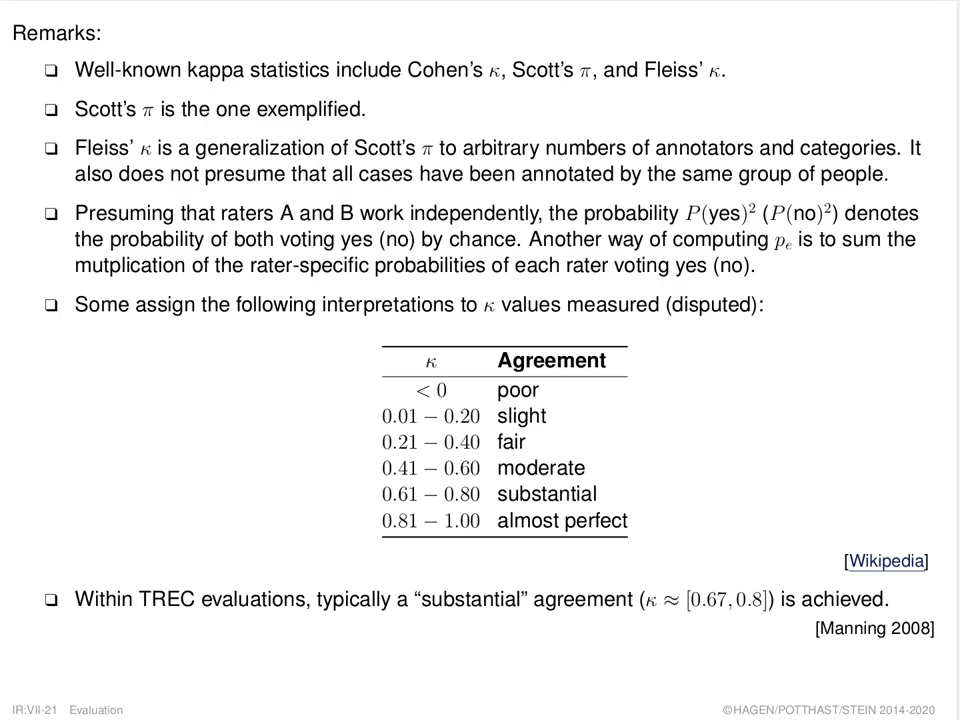 Remarks:
❑ Well-known kappa statistics include Cohen's κ, Scott's π, and Fleiss' κ.
❑ Scott's π is the one exemplified.
❑ Fleiss' κ is a generalization of Scott's π to arbitrary numbers of annotators and categories. It
also does not presume that all cases have been annotated by the same group of people.
❑ Presuming that raters A and B work independently, the probability P(yes)² (P(no)²) denotes
the probability of both voting yes (no) by chance. Another way of computing pₑ is to sum the
mutplication of the rater-specific probabilities of each rater voting yes (no).
❑ Some assign the following interpretations to κ values measured (disputed):
κ Agreement
< 0 poor
0.01 – 0.20 slight
0.21 – 0.40 fair
0.41 – 0.60 moderate
0.61 – 0.80 substantial
0.81 – 1.00 almost perfect
[Wikipedia]
❑ Within TREC evaluations, typically a “substantial” agreement (κ ≈ [0.67, 0.8]) is achieved.
[Manning 2008]
IR:VII-21 Evaluation ©HAGEN/POTTHAST/STEIN 2014-2020